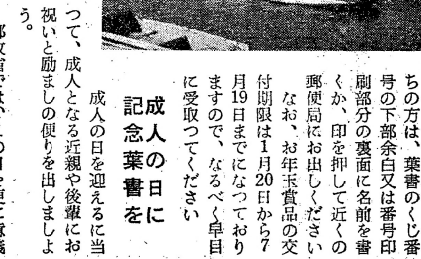 ちの方は、葉書のくじ番
号の下部余白又は番号印
刷部分の裏面に名前を書
くか、印を押して近くの
郵便局にお出しください
なお、お年玉賞品の交
付期限は1月20日から7
月19日までになつており
ますので、なるべく早目
に受取つてください
成人の日に
記念葉書を
成人の日を迎えるに当
つて、成人となる近親や後輩にお
祝いと励ましの便りを出しましよ
う。